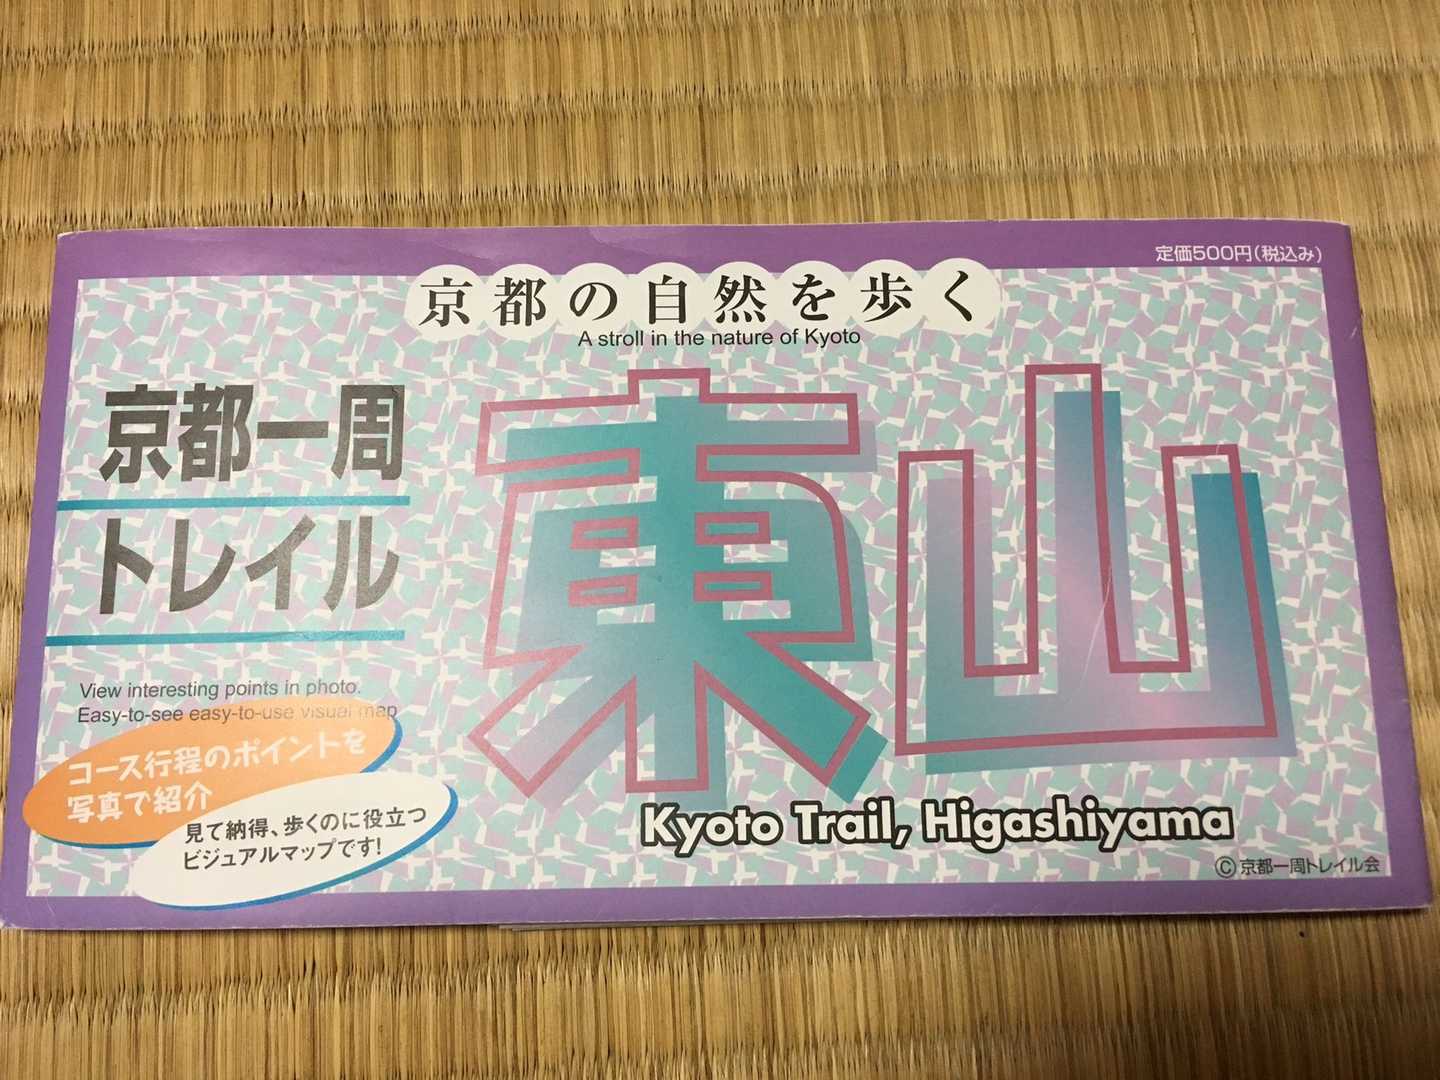 定価500円(税込み)
京都の自然を歩く
A stroll in the nature of Kyoto
京都一周
トレイル
東山
View interesting points in photo.
Easy-to-see easy-to-use visual map
コース行程のポイントを
写真で紹介
見て納得、歩くのに役立つ
ビジュアルマップです!
Kyoto Trail, Higashiyama
©京都一周トレイル会